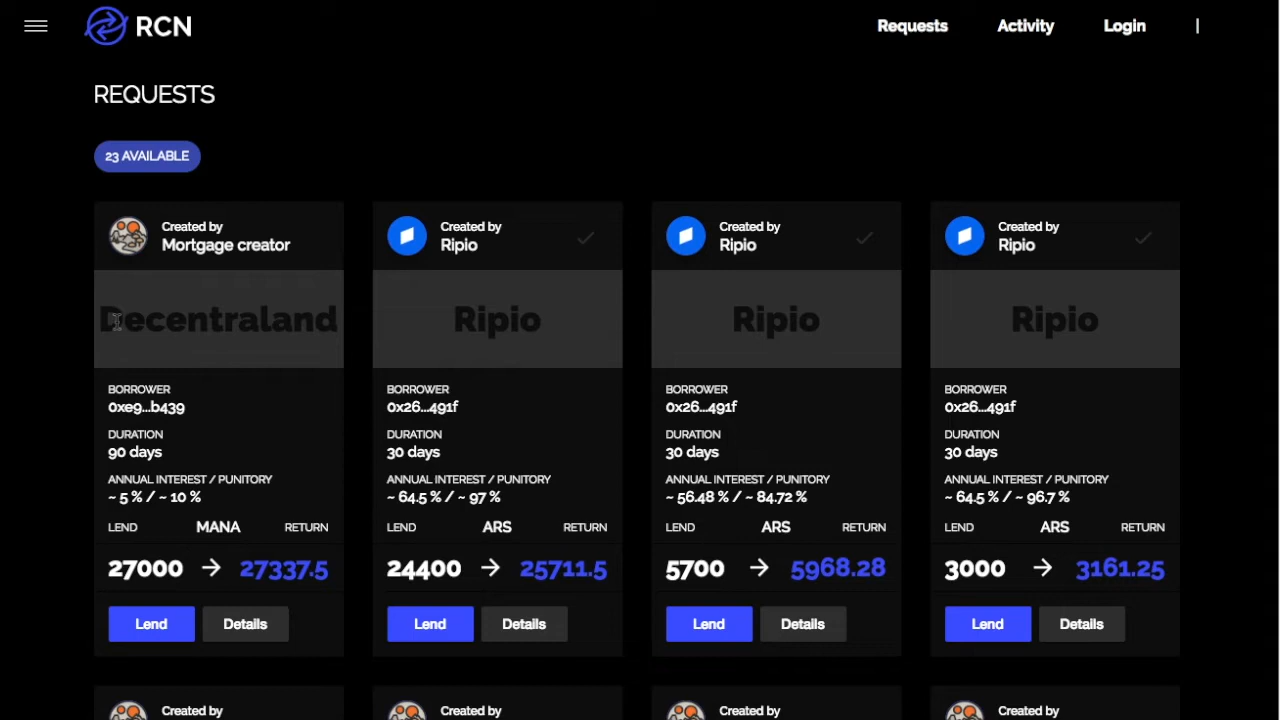 RCN
Requests
Activity
Login
REQUESTS
23 AVAILABLE
Created by
Mortgage creator
Decentraland
BORROWER
0xe9...b439
DURATION
90 days
ANNUAL INTEREST / PUNITORY
~ 5 % / ~ 10 %
LEND MANA RETURN
27000 → 27337.5
Lend Details
Created by
Ripio
Ripio
BORROWER
0x26...491f
DURATION
30 days
ANNUAL INTEREST / PUNITORY
~ 64.5 % / ~ 97 %
LEND ARS RETURN
24400 → 25711.5
Lend Details
Created by
Ripio
Ripio
BORROWER
0x26...491f
DURATION
30 days
ANNUAL INTEREST / PUNITORY
~ 56.48 % / ~ 84.72 %
LEND ARS RETURN
5700 → 5968.28
Lend Details
Created by
Ripio
Ripio
BORROWER
0x26...491f
DURATION
30 days
ANNUAL INTEREST / PUNITORY
~ 64.5 % / ~ 96.7 %
LEND ARS RETURN
3000 → 3161.25
Lend Details
Created by
Created by
Created by
Created by